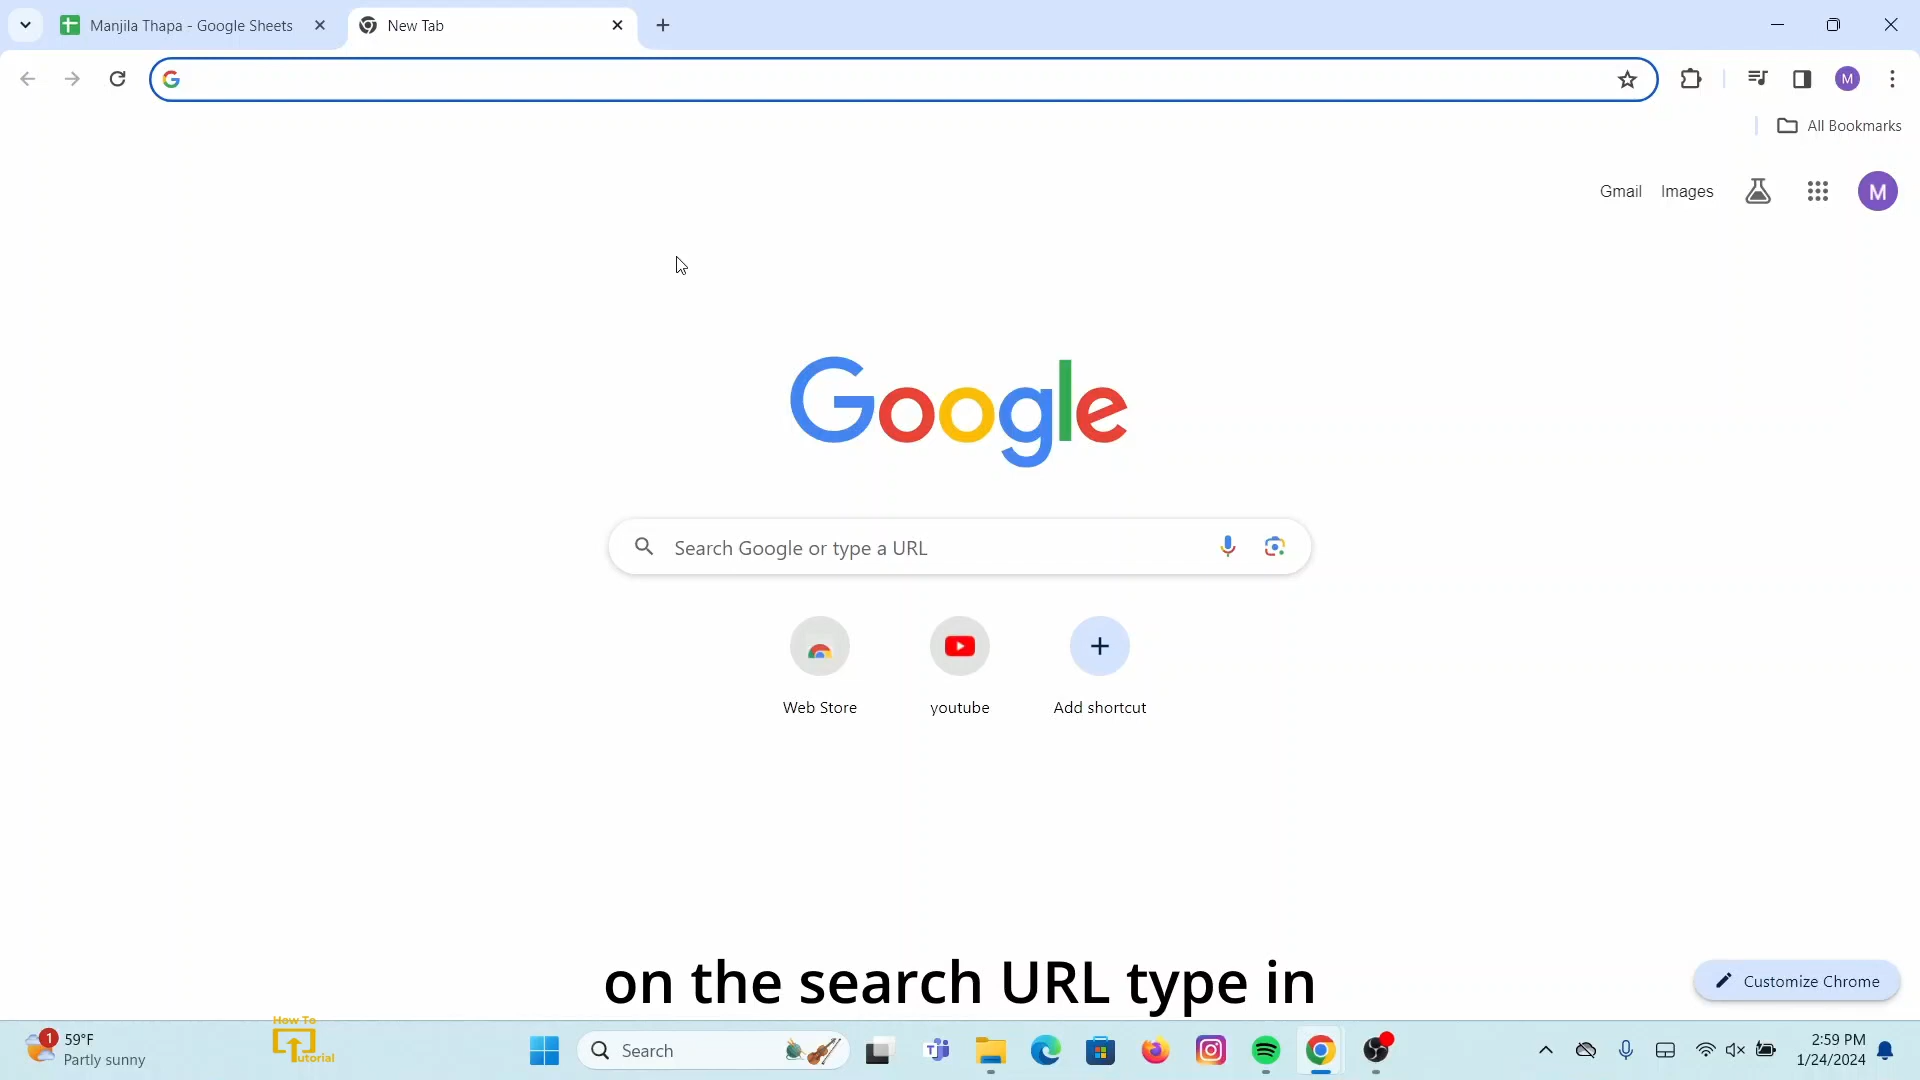 Manjila Thapa - Google Sheets
New Tab
M
All Bookmarks
Gmail Images
M
Google
Search Google or type a URL
Web Store youtube Add shortcut
on the search URL type in
Customize Chrome
1
59°F
Partly sunny
How To
utorial
Search
2:59 PM
1/24/2024